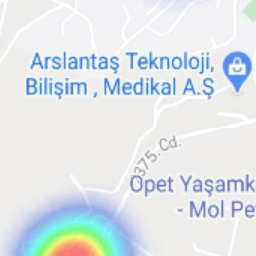 Arslantaş Teknoloji,
Bilişim , Medikal A.Ş
375. Cd.
Opet Yaşamk
- Mol Pe